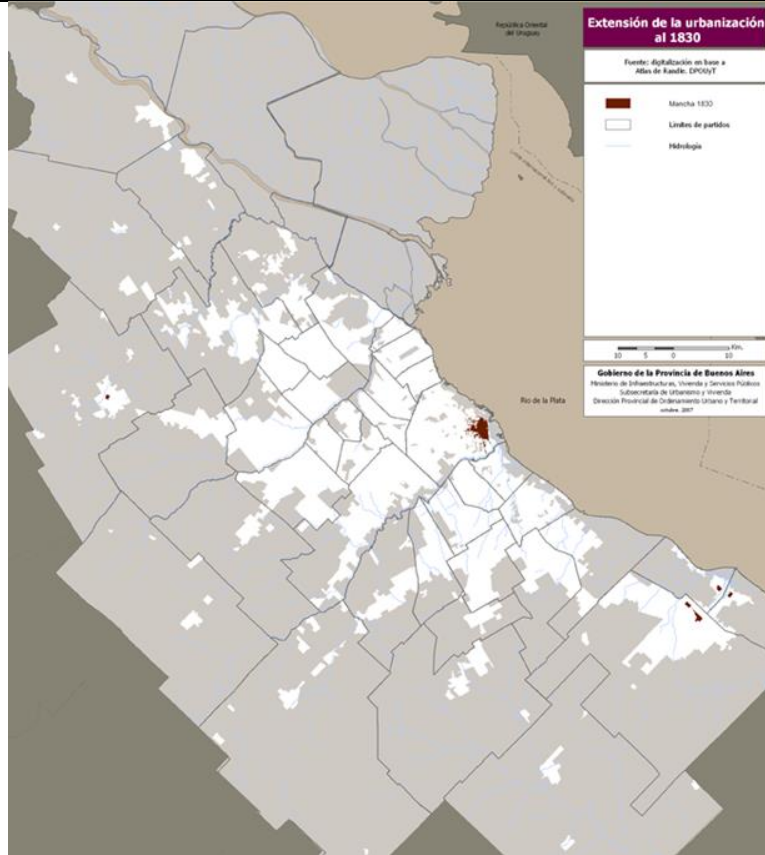 República Oriental
del Uruguay
Extensión de la urbanización
al 1830
Fuente: digitalización en base a
Atlas de Randle. DPOUyT
Mancha 1830
Límites de partidos
Hidrología
Km.
10 5 0 10
Río de la Plata
Gobierno de la Provincia de Buenos Aires
Ministerio de Infraestructura, Vivienda y Servicios Públicos
Subsecretaría de Urbanismo y Vivienda
Dirección Provincial de Ordenamiento Urbano y Territorial
octubre, 2007